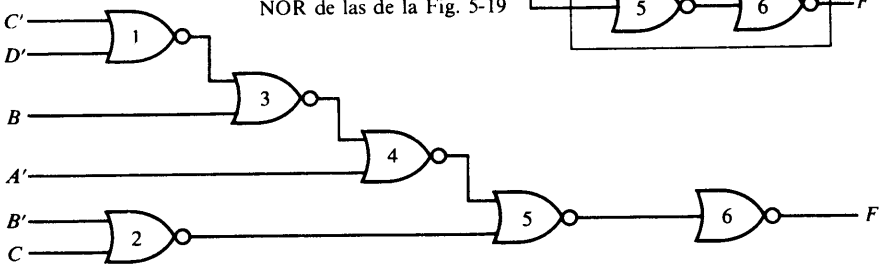 NOR de las de la Fig. 5-19
5
6
F
C'
D'
1
B
3
A'
4
B'
C
2
5
6
F